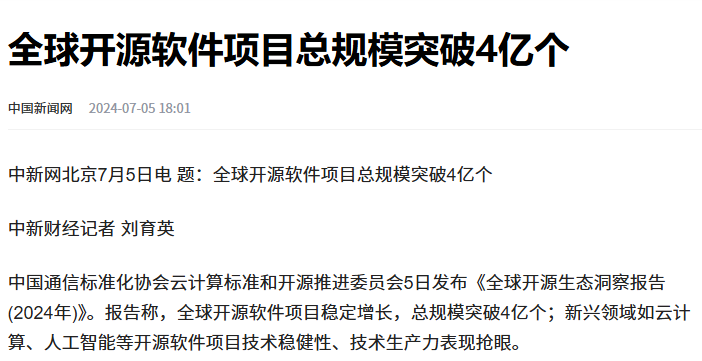 全球开源软件项目总规模突破4亿个
中国新闻网 2024-07-05 18:01
中新网北京7月5日电 题：全球开源软件项目总规模突破4亿个
中新财经记者 刘育英
中国通信标准化协会云计算标准和开源推进委员会5日发布《全球开源生态洞察报告
(2024年)》。报告称，全球开源软件项目稳定增长，总规模突破4亿个；新兴领域如云计
算、人工智能等开源软件项目技术稳健性、技术生产力表现抢眼。